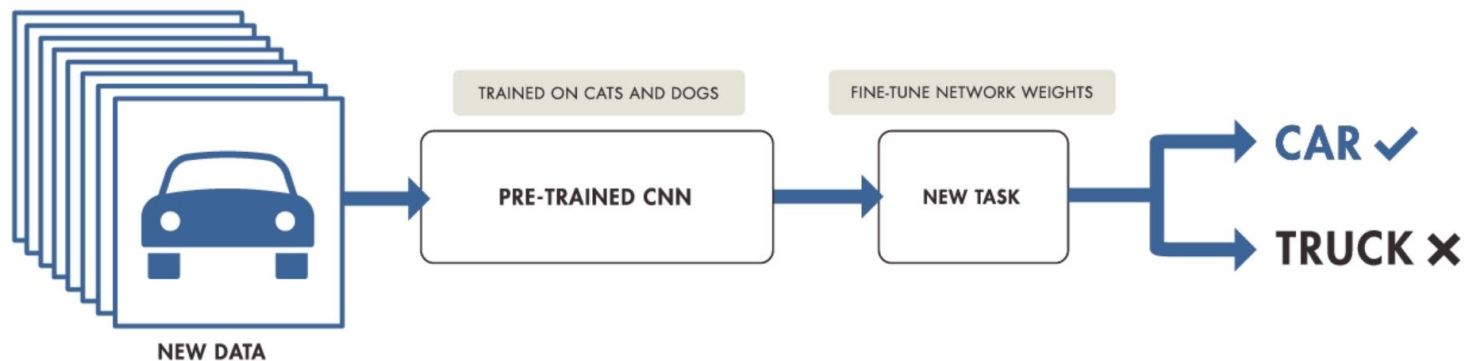 TRAINED ON CATS AND DOGS
FINE-TUNE NETWORK WEIGHTS
PRE-TRAINED CNN
NEW TASK
CAR
TRUCK
NEW DATA